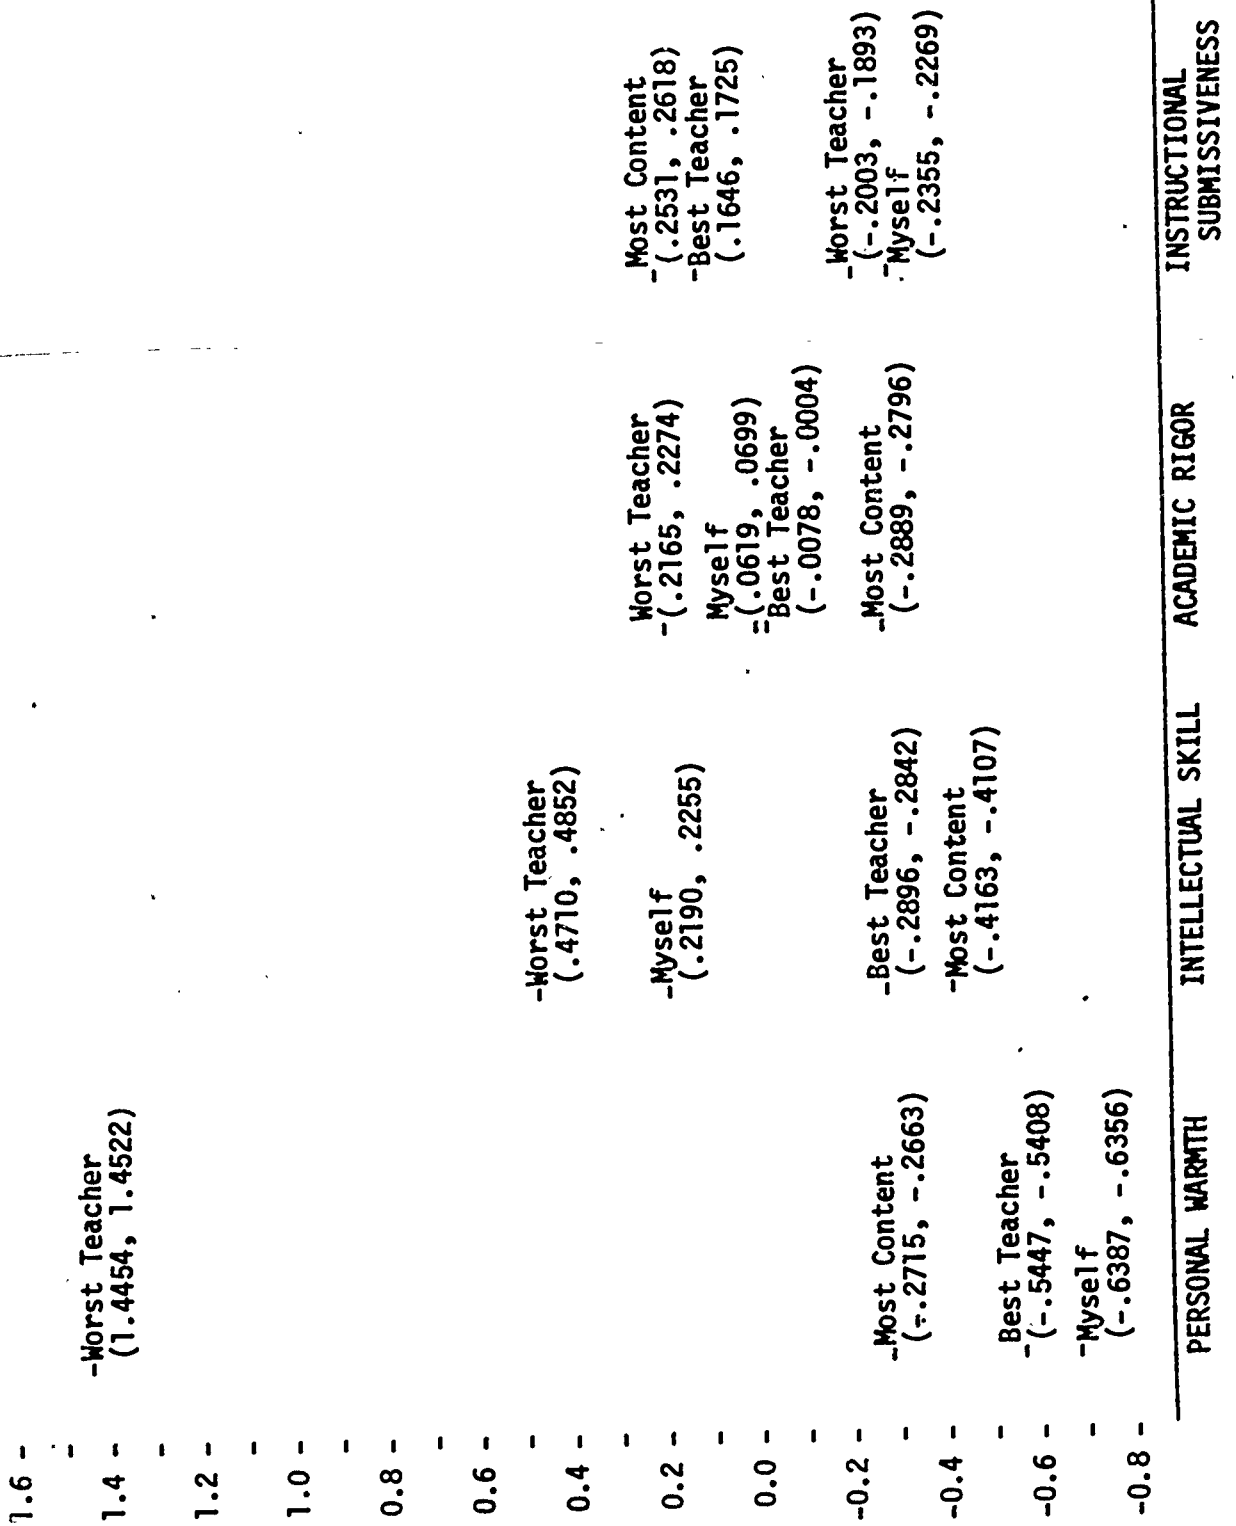 1.6 -
-
1.4 -
-
1.2 -
-
1.0 -
-
0.8 -
-
0.6 -
-
0.4 -
-
0.2 -
-
0.0 -
-
-0.2 -
-
-0.4 -
-
-0.6 -
-
-0.8 -
-Worst Teacher
(1.4454, 1.4522)
-Most Content
(-.2715, -.2663)
Best Teacher
-(-.5447, -.5408)
-Myself
(-.6387, -.6356)
PERSONAL WARMTH
-Worst Teacher
(.4710, .4852)
-Myself
(.2190, .2255)
-Best Teacher
(-.2896, -.2842)
-Most Content
(-.4163, -.4107)
INTELLECTUAL SKILL
Worst Teacher
-(.2165, .2274)
Myself
-(.0619, .0699)
-Best Teacher
(-.0078, -.0004)
-Most Content
(-.2889, -.2796)
ACADEMIC RIGOR
Most Content
-(.2531, .2618)
-Best Teacher
(.1646, .1725)
-Worst Teacher
(-.2003, -.1893)
-Myself
(-.2355, -.2269)
INSTRUCTIONAL
SUBMISSIVENESS